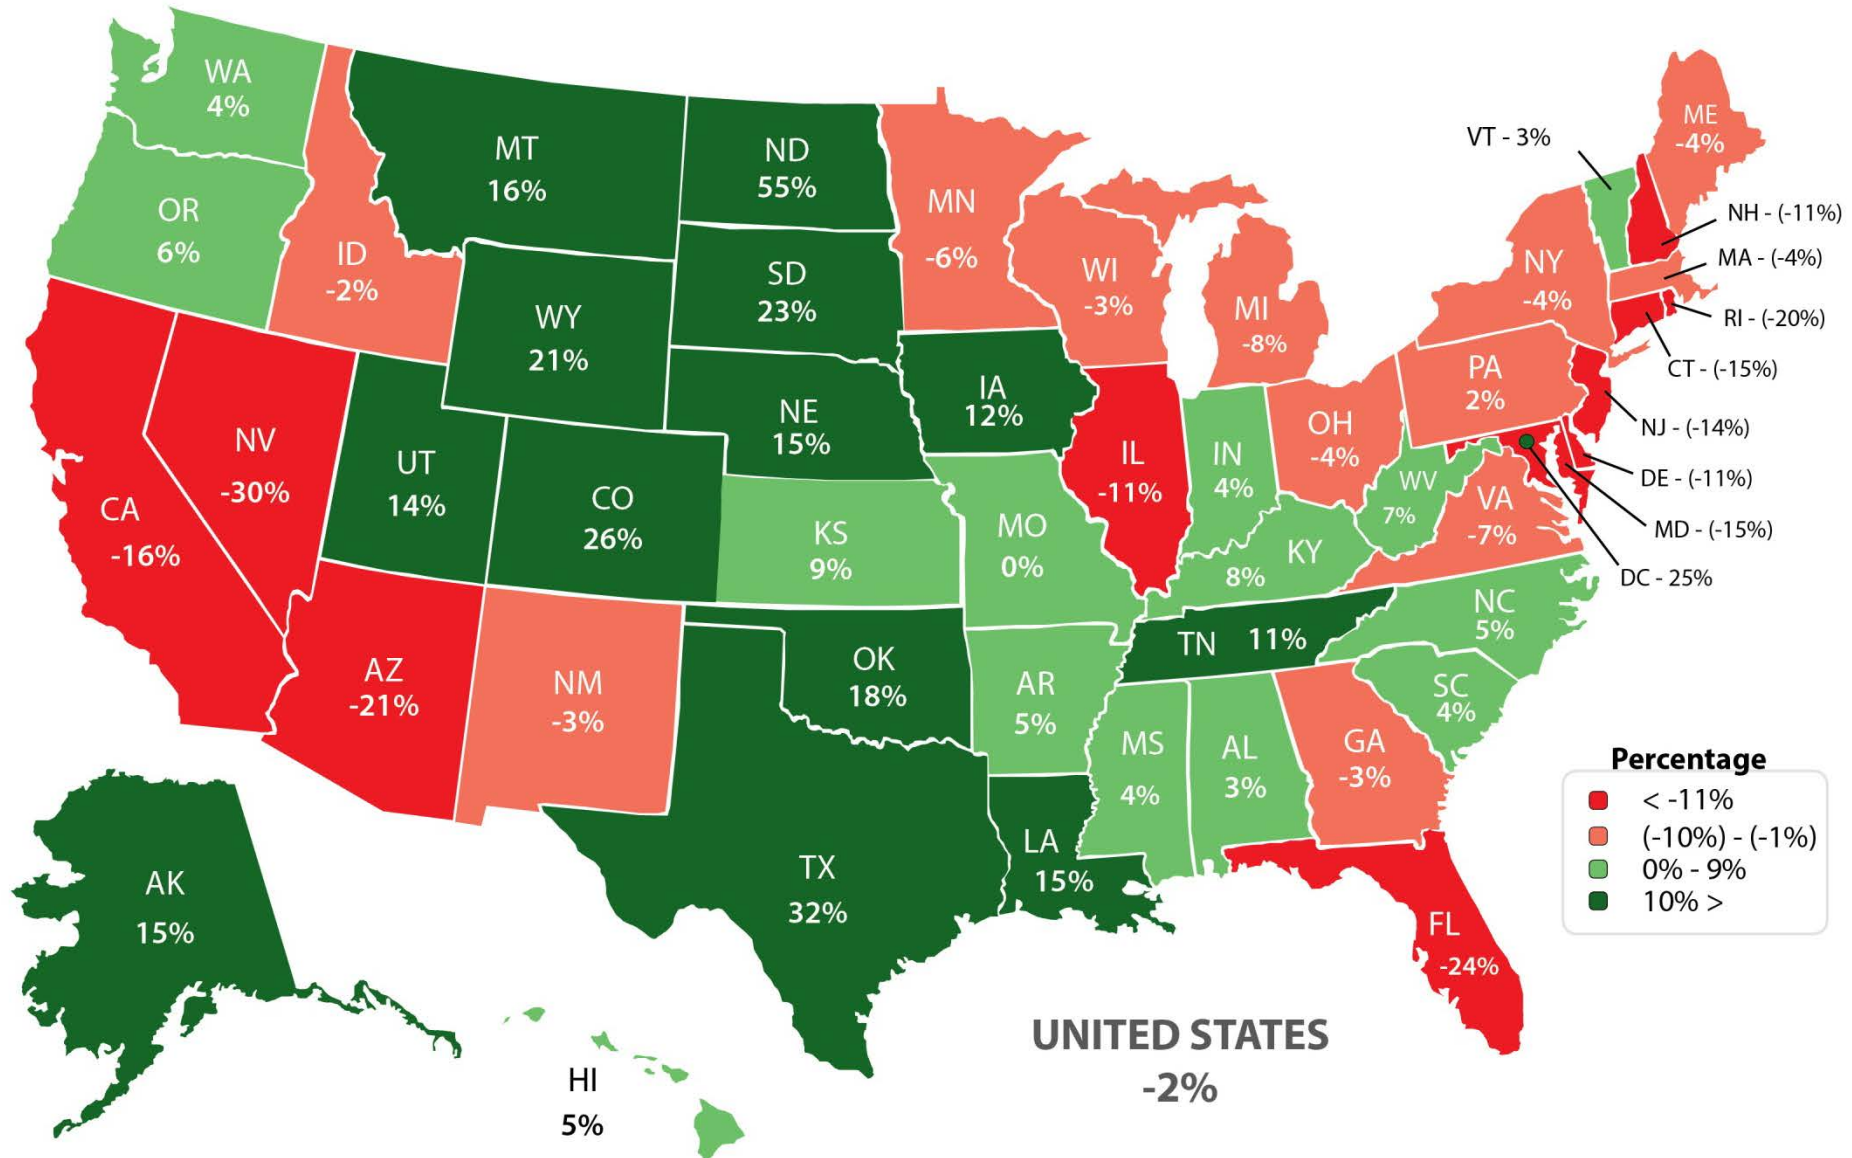 WA
4%
OR
6%
CA
-16%
NV
-30%
ID
-2%
MT
16%
WY
21%
UT
14%
CO
26%
AZ
-21%
NM
-3%
ND
55%
SD
23%
NE
15%
KS
9%
OK
18%
TX
32%
MN
-6%
IA
12%
MO
0%
AR
5%
LA
15%
WI
-3%
IL
-11%
MI
-8%
IN
4%
OH
-4%
KY
8%
TN 11%
MS
4%
AL
3%
GA
-3%
FL
-24%
SC
4%
NC
5%
VA
-7%
WV
7%
PA
2%
NY
-4%
ME
-4%
VT - 3%
NH - (-11%)
MA - (-4%)
RI - (-20%)
CT - (-15%)
NJ - (-14%)
DE - (-11%)
MD - (-15%)
DC - 25%
AK
15%
HI
5%
UNITED STATES
-2%
Percentage
< -11%
(-10%) - (-1%)
0% - 9%
10% >